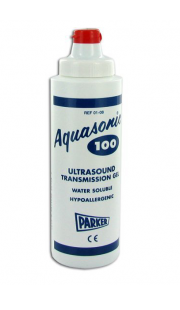 REF 01-08
Aquasonic
100
ULTRASOUND
TRANSMISSION GEL
WATER SOLUBLE
HYPOALLERGENIC
PARKER
CE